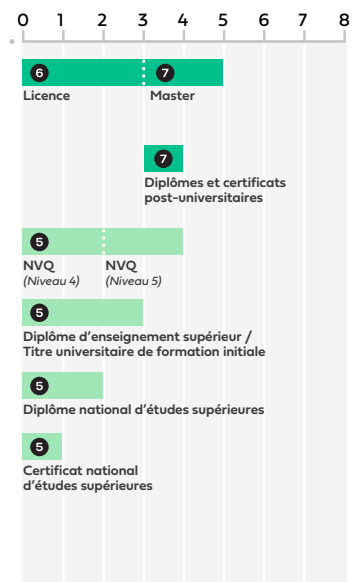 0 1 2 3 4 5 6 7 8
6 7
Licence Master
7
Diplômes et certificats
post-universitaires
5
NVQ NVQ
(Niveau 4) (Niveau 5)
5
Diplôme d'enseignement supérieur /
Titre universitaire de formation initiale
5
Diplôme national d'études supérieures
5
Certificat national
d'études supérieures